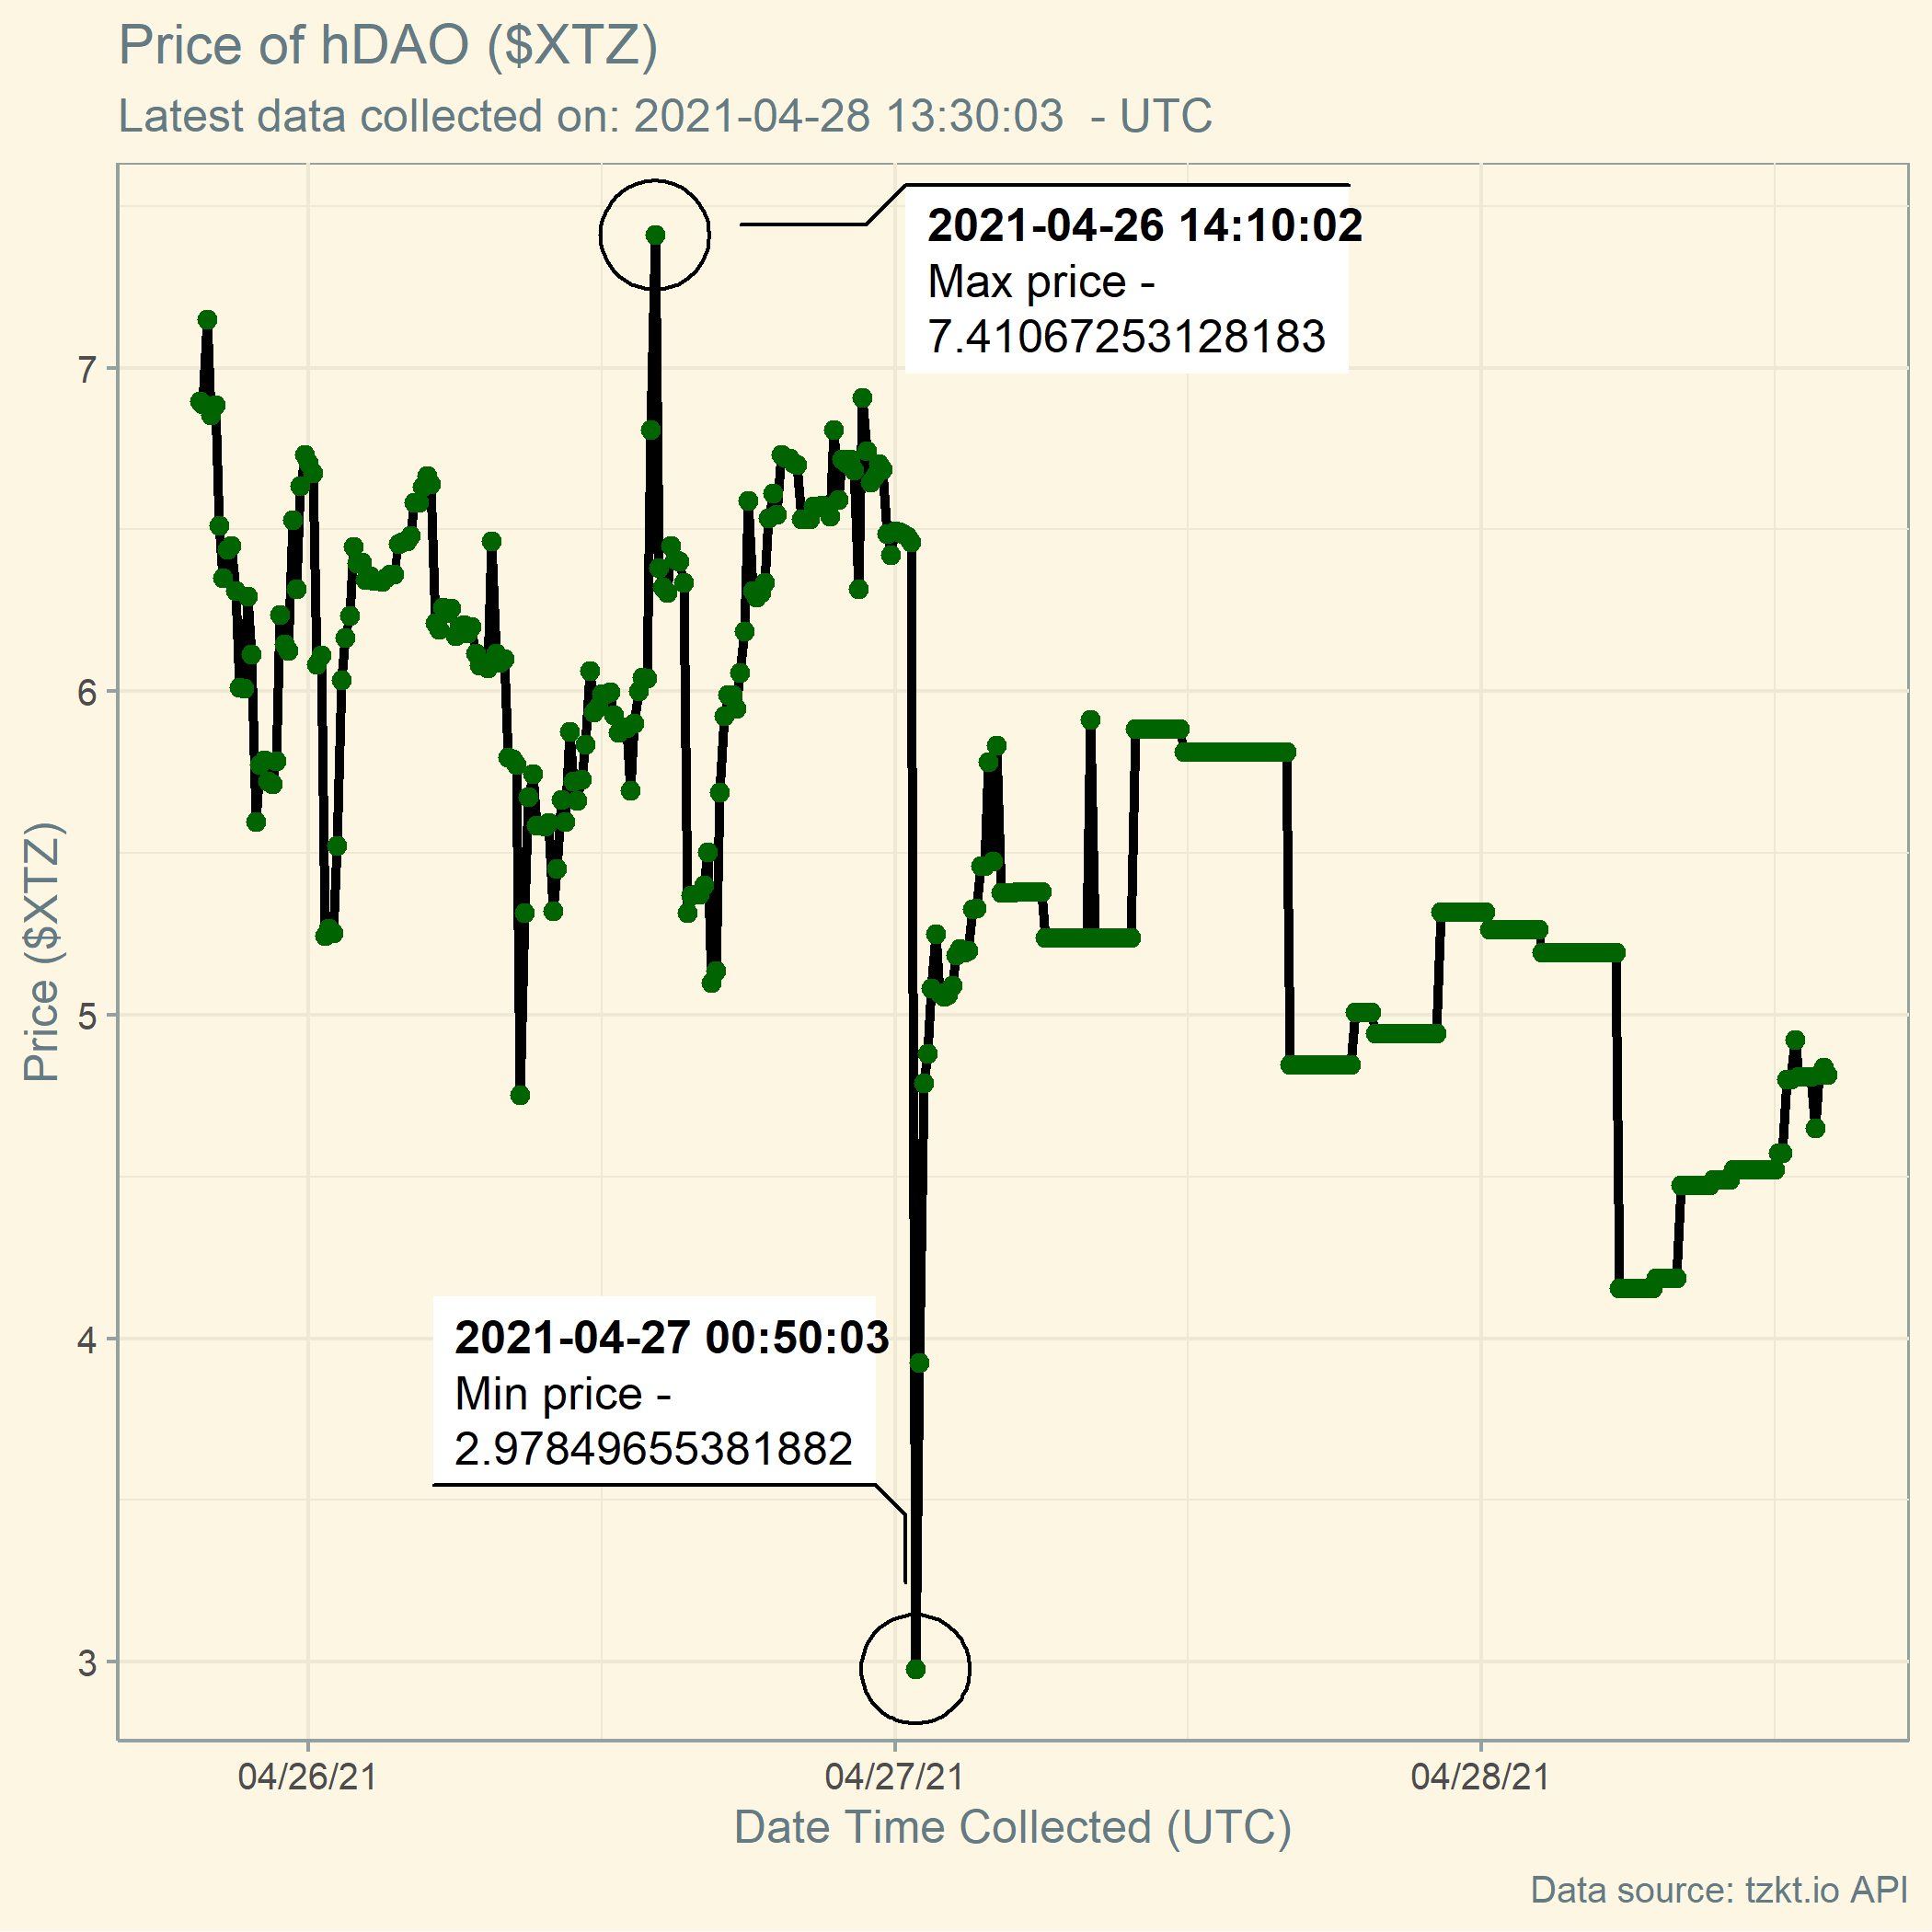 Price of hDAO ($XTZ)
Latest data collected on: 2021-04-28 13:30:03  - UTC
2021-04-26 14:10:02
Max price -
7.41067253128183
7
6
5
4
3
Price ($XTZ)
2021-04-27 00:50:03
Min price -
2.97849655381882
04/26/21
04/27/21
04/28/21
Date Time Collected (UTC)
Data source: tzkt.io API